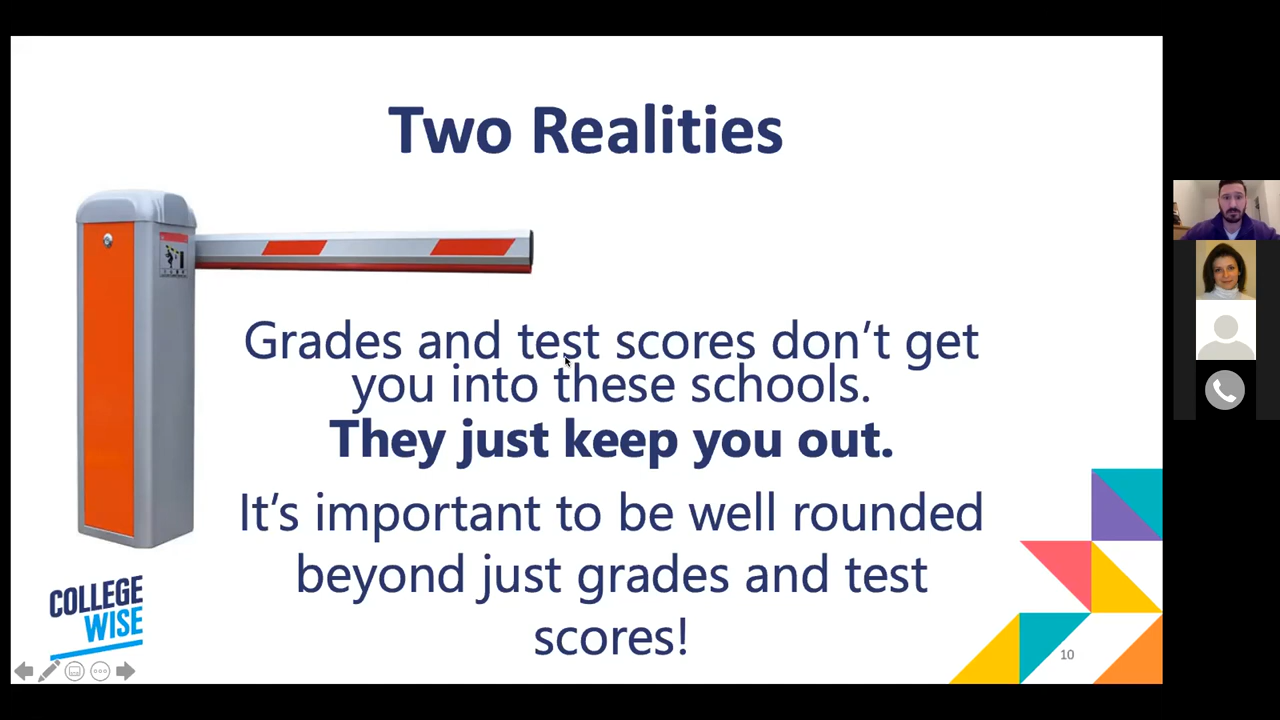 Two Realities
Grades and test scores don’t get
you into these schools.
They just keep you out.
It’s important to be well rounded
beyond just grades and test
scores!
COLLEGE
WISE
10